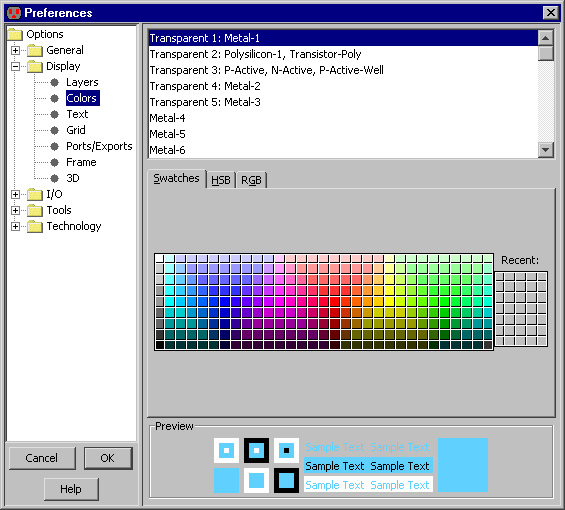 Preferences
Options
General
Display
Layers
Colors
Text
Grid
Ports/Exports
Frame
3D
I/O
Tools
Technology
Cancel
OK
Help
Transparent 1: Metal-1
Transparent 2: Polysilicon-1, Transistor-Poly
Transparent 3: P-Active, N-Active, P-Active-Well
Transparent 4: Metal-2
Transparent 5: Metal-3
Metal-4
Metal-5
Metal-6
Swatches HSB RGB
Recent:
Preview
Sample Text Sample Text
Sample Text Sample Text
Sample Text Sample Text